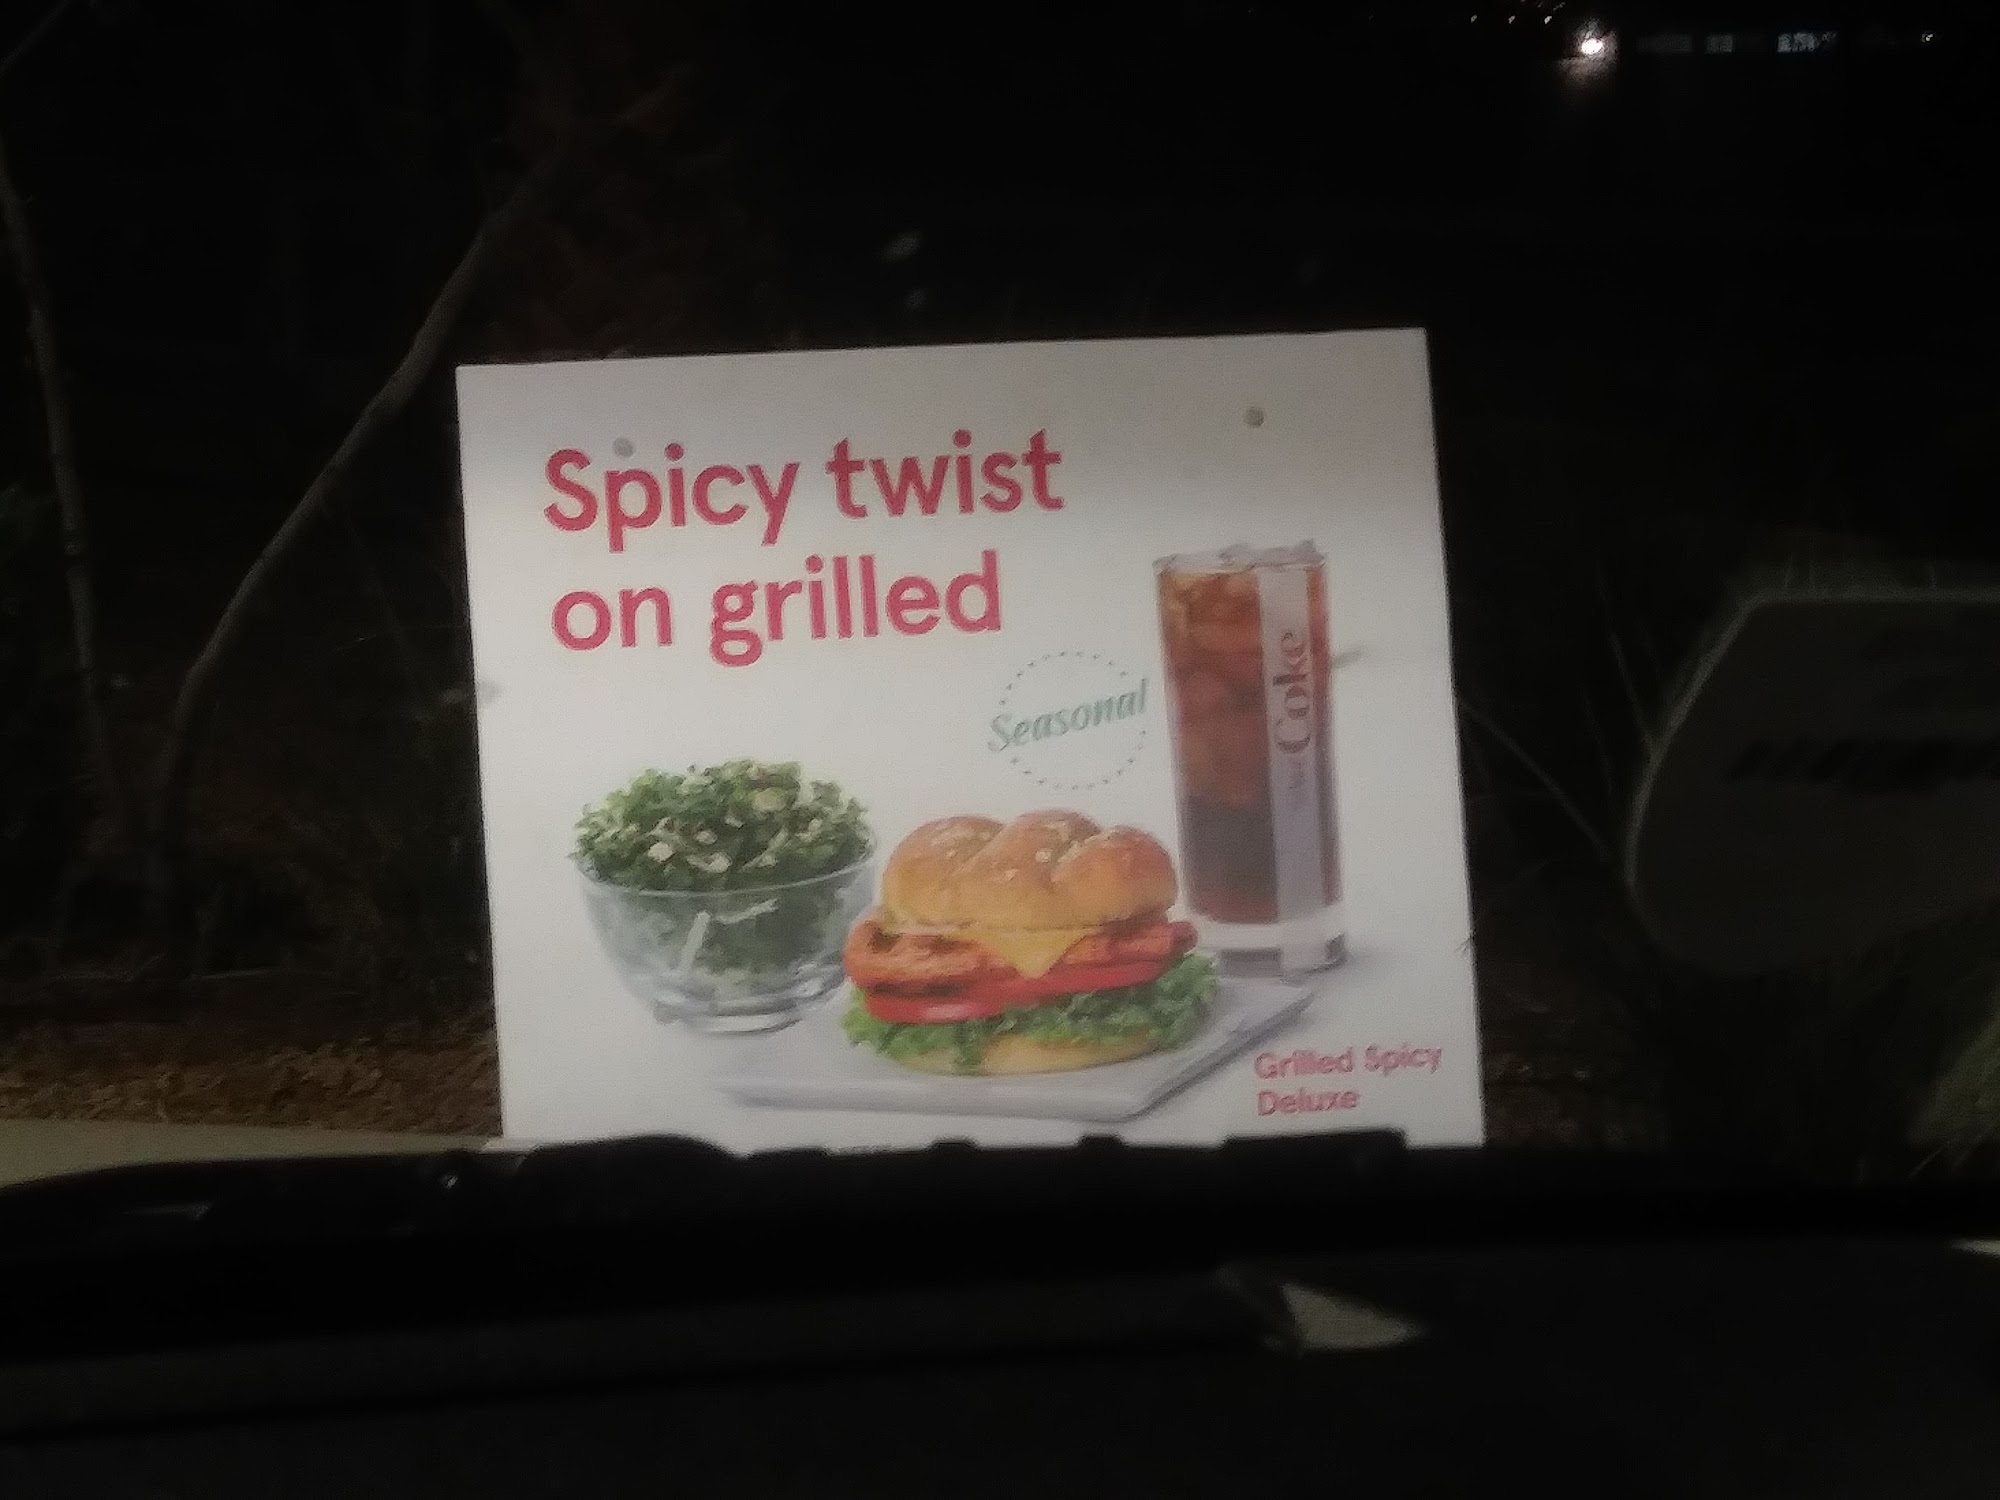 Spicy twist
on grilled
Seasonal
Coke
Grilled Spicy
Deluxe